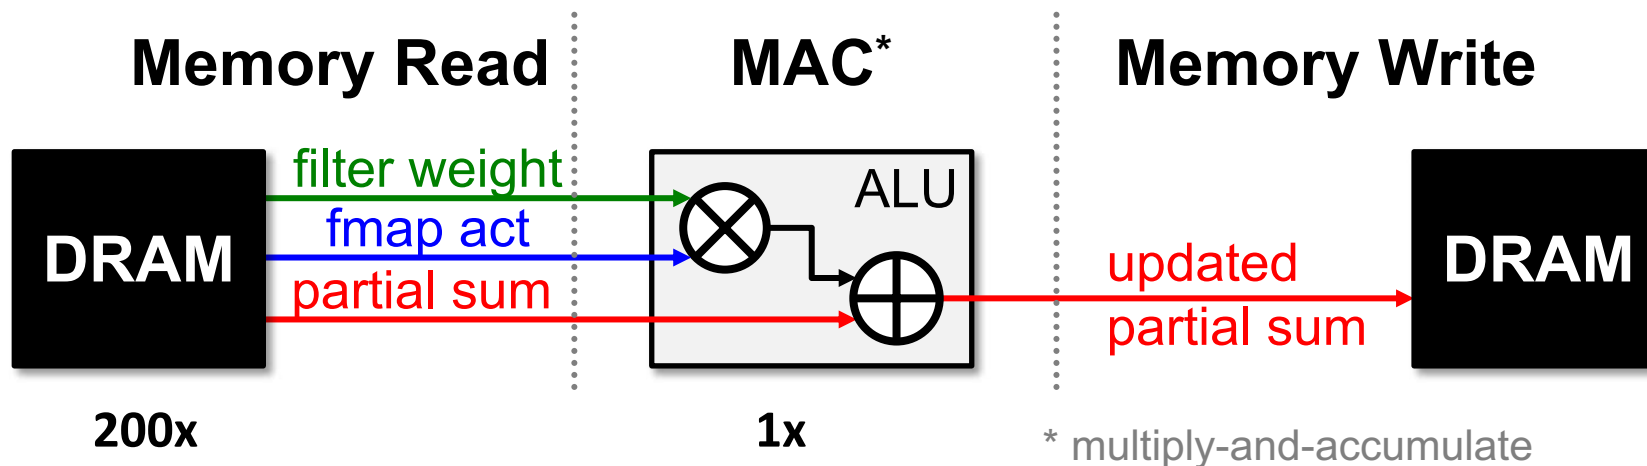 Memory Read
MAC*
Memory Write
DRAM
filter weight
fmap act
partial sum
ALU
updated
partial sum
DRAM
200x
1x
* multiply-and-accumulate